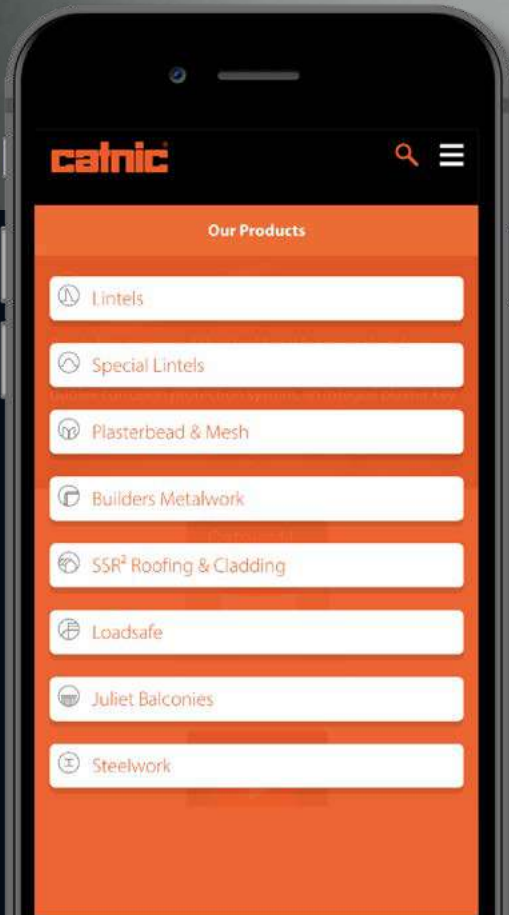 catnic
Our Products
Lintels
Special Lintels
Plasterbead & Mesh
Builders Metalwork
SSR² Roofing & Cladding
Loadsafe
Juliet Balconies
Steelwork